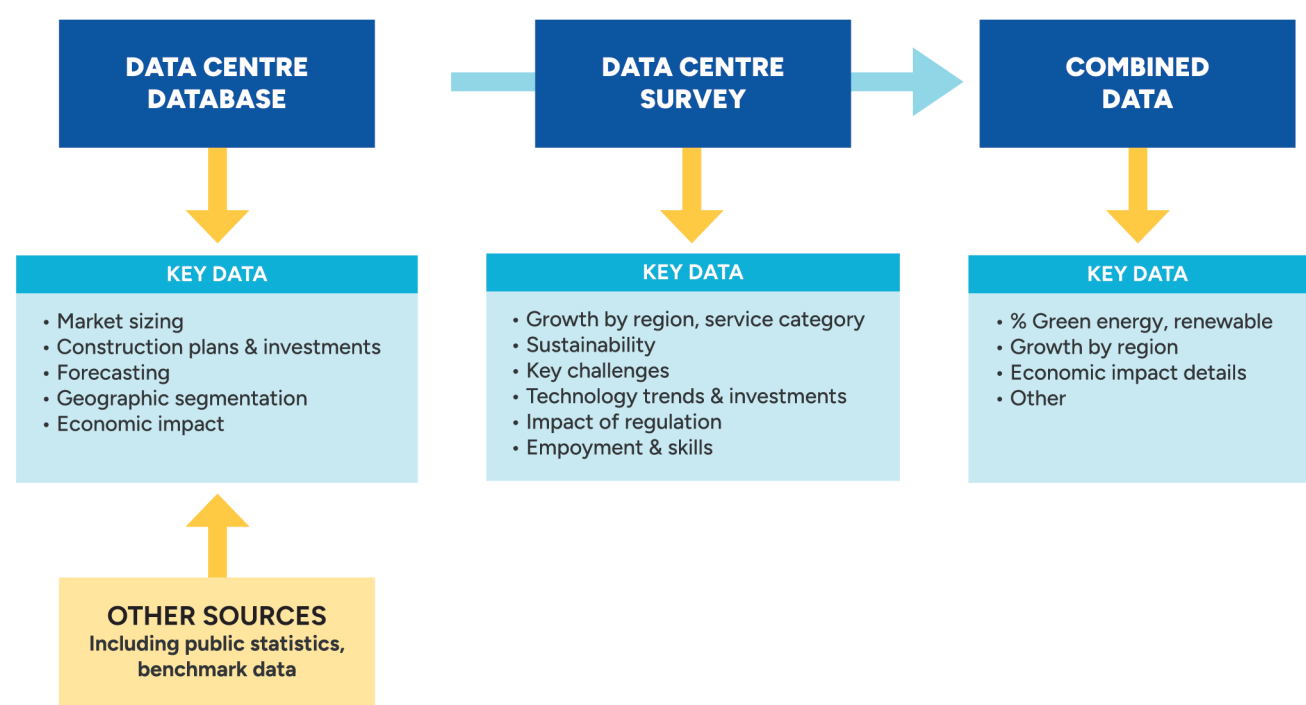 DATA CENTRE
DATABASE
DATA CENTRE
SURVEY
COMBINED
DATA
KEY DATA
• Market sizing
• Construction plans & investments
• Forecasting
• Geographic segmentation
• Economic impact
KEY DATA
• Growth by region, service category
• Sustainability
• Key challenges
• Technology trends & investments
• Impact of regulation
• Empoyment & skills
KEY DATA
• % Green energy, renewable
• Growth by region
• Economic impact details
• Other
OTHER SOURCES
Including public statistics,
benchmark data